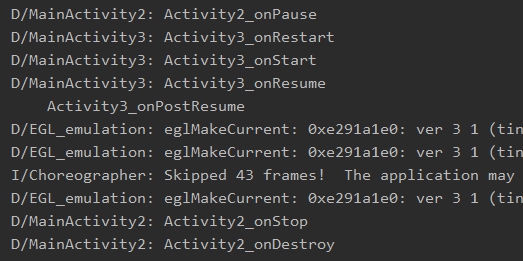 D/MainActivity2: Activity2_onPause
D/MainActivity3: Activity3_onRestart
D/MainActivity3: Activity3_onStart
D/MainActivity3: Activity3_onResume
    Activity3_onPostResume
D/EGL_emulation: eglMakeCurrent: 0xe291a1e0: ver 3 1 (tin
D/EGL_emulation: eglMakeCurrent: 0xe291a1e0: ver 3 1 (tin
I/Choreographer: Skipped 43 frames!  The application may
D/EGL_emulation: eglMakeCurrent: 0xe291a1e0: ver 3 1 (tin
D/MainActivity2: Activity2_onStop
D/MainActivity2: Activity2_onDestroy